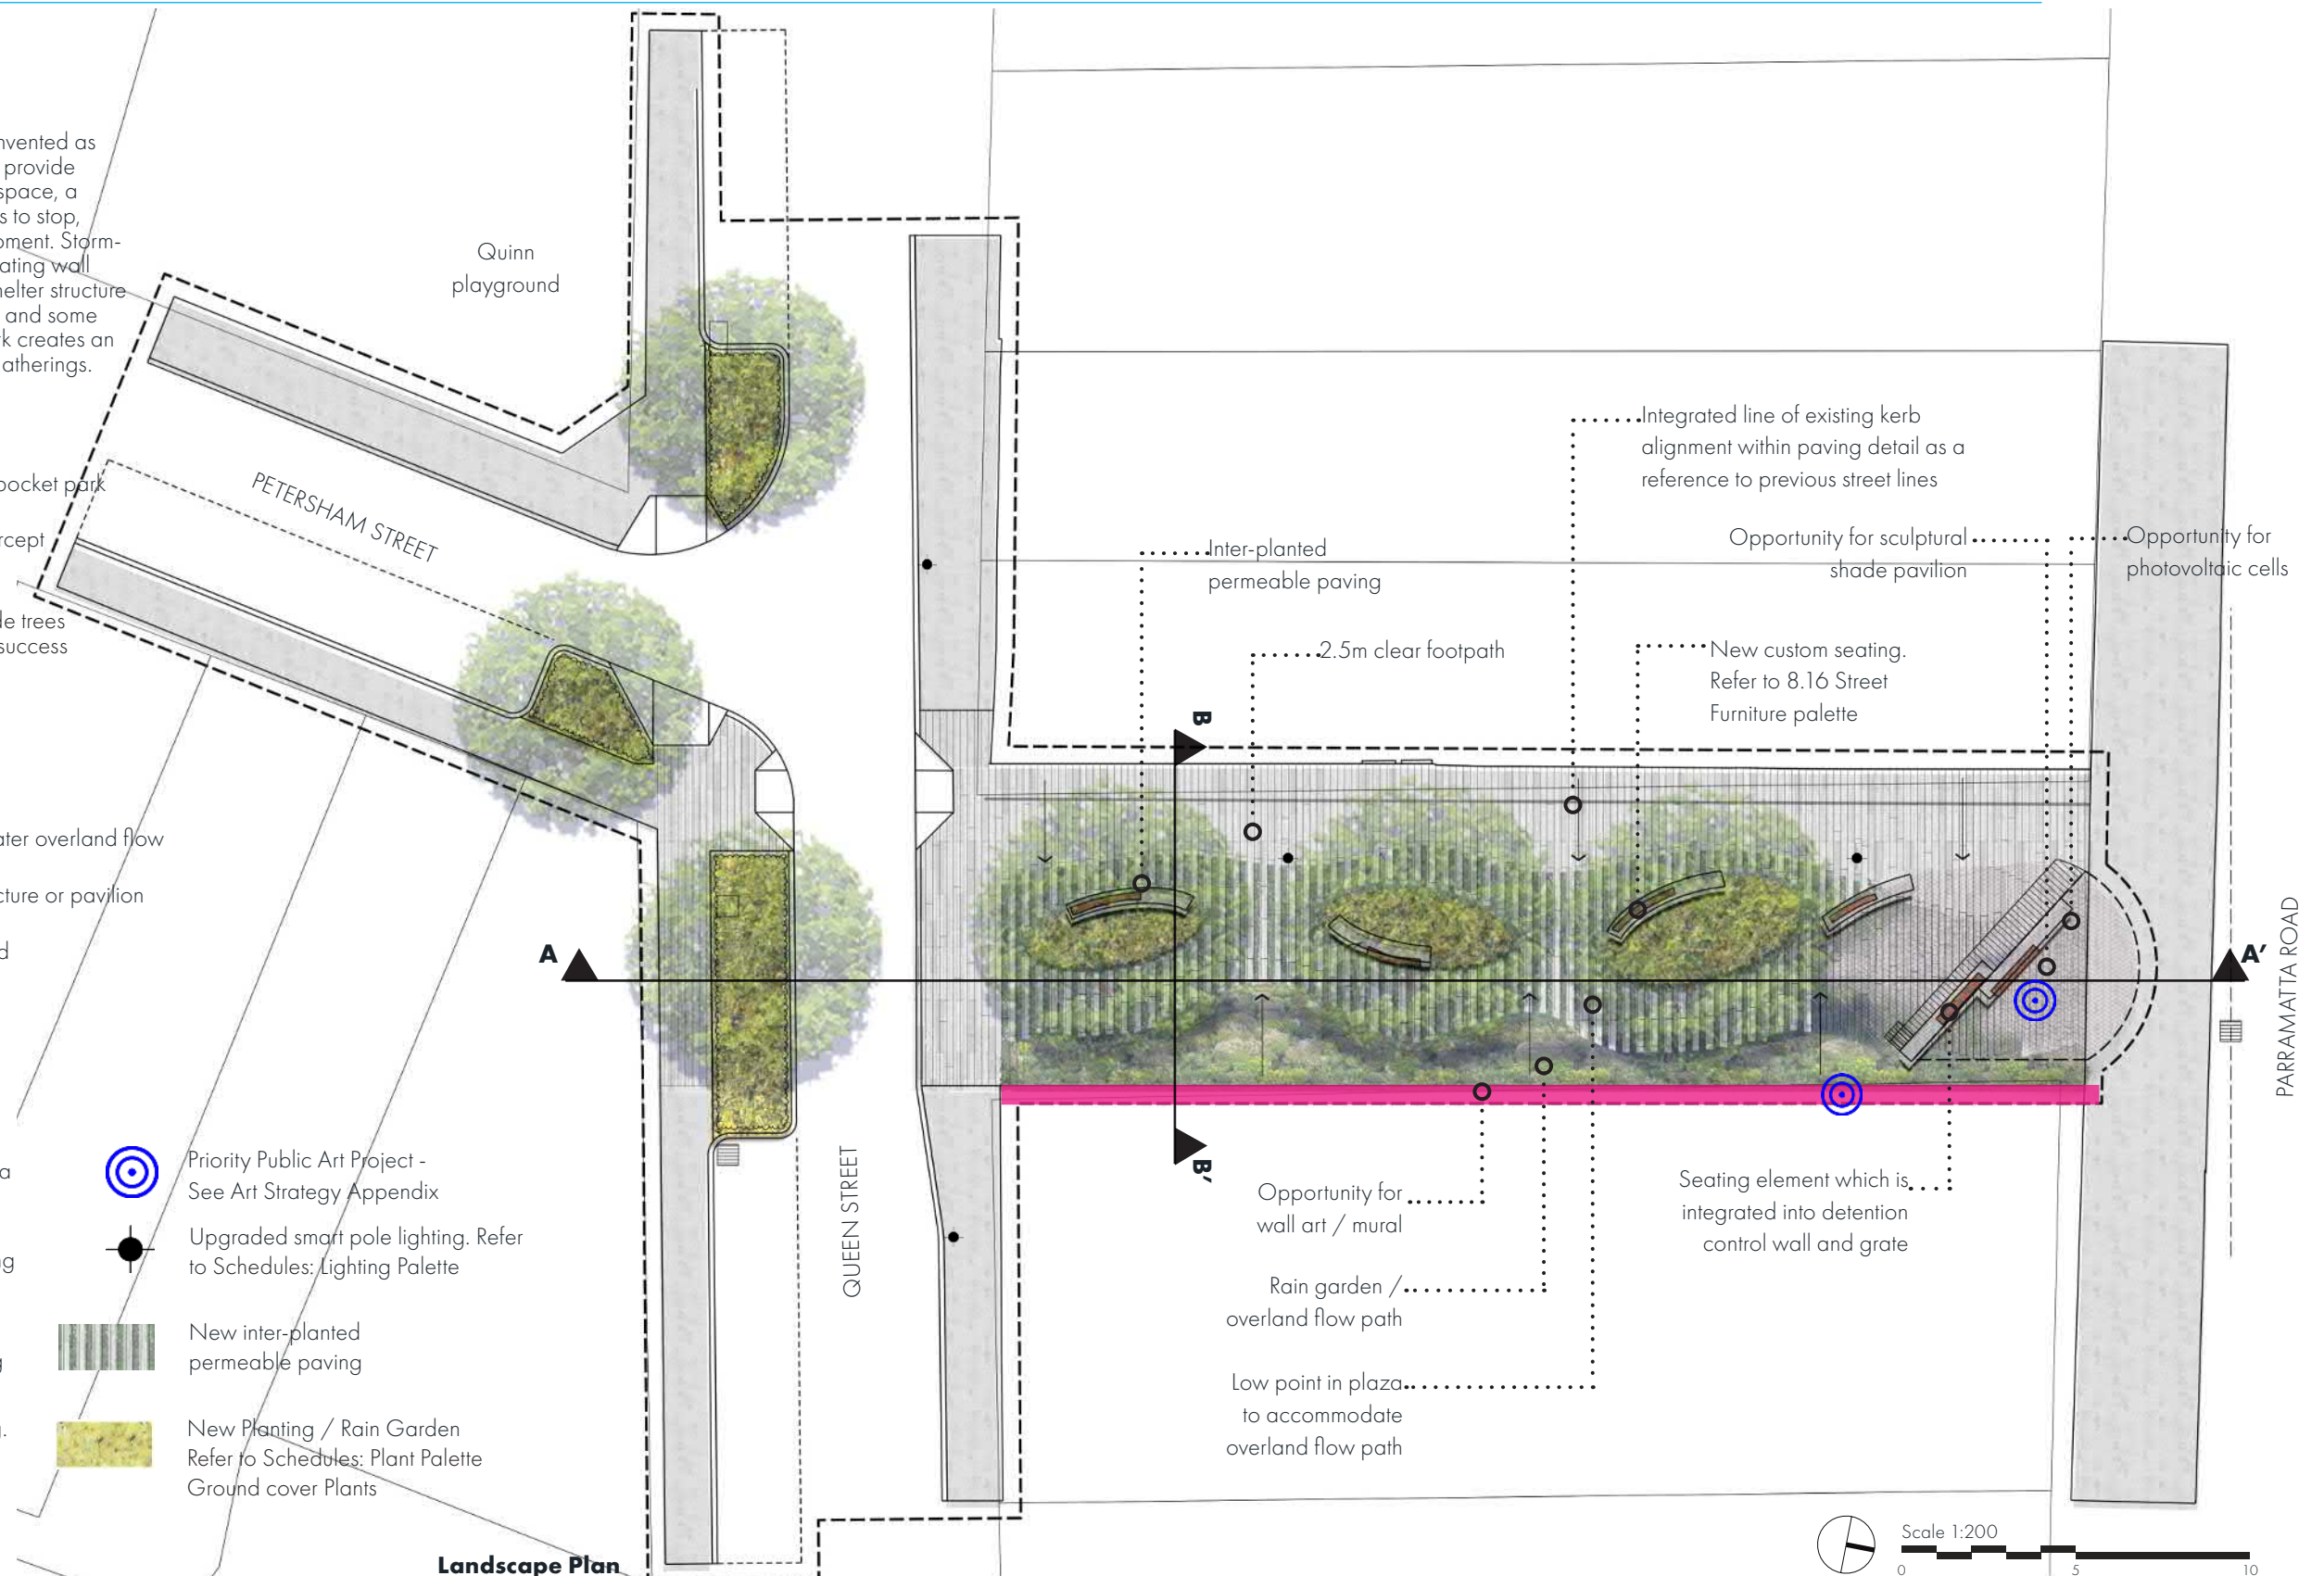 nvented as
provide
space, a
s to stop,
oment. Storm-
ating wall
helter structure
and some
rk creates an
atherings.
pocket park
rcept
de trees
success
ater overland flow
cture or pavilion
d
a
g
g
.
Quinn
playground
PETERSHAM STREET
Integrated line of existing kerb
alignment within paving detail as a
reference to previous street lines
Inter-planted
permeable paving
Opportunity for sculptural
shade pavilion
Opportunity for
photovoltaic cells
2.5m clear footpath
New custom seating.
Refer to 8.16 Street
Furniture palette
B
A
A'
PARRAMATTA ROAD
B'
QUEEN STREET
Opportunity for
wall art / mural
Seating element which is
integrated into detention
control wall and grate
Rain garden /
overland flow path
Low point in plaza
to accommodate
overland flow path
Priority Public Art Project -
See Art Strategy Appendix
Upgraded smart pole lighting. Refer
to Schedules: Lighting Palette
New inter-planted
permeable paving
New Planting / Rain Garden
Refer to Schedules: Plant Palette
Ground cover Plants
Landscape Plan
Scale 1:200
0 5 10